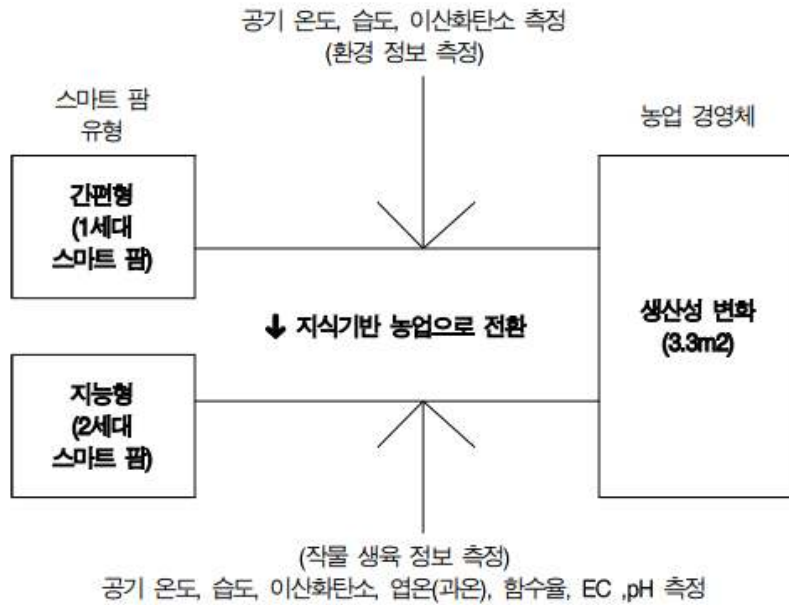 공기 온도, 습도, 이산화탄소 측정
(환경 정보 측정)
스마트 팜
유형
농업 경영체
간편형
(1세대
스마트 팜)
↓ 지식기반 농업으로 전환
생산성 변화
(3.3m2)
지능형
(2세대
스마트 팜)
(작물 생육 정보 측정)
공기 온도, 습도, 이산화탄소, 엽온(과온), 함수율, EC ,pH 측정